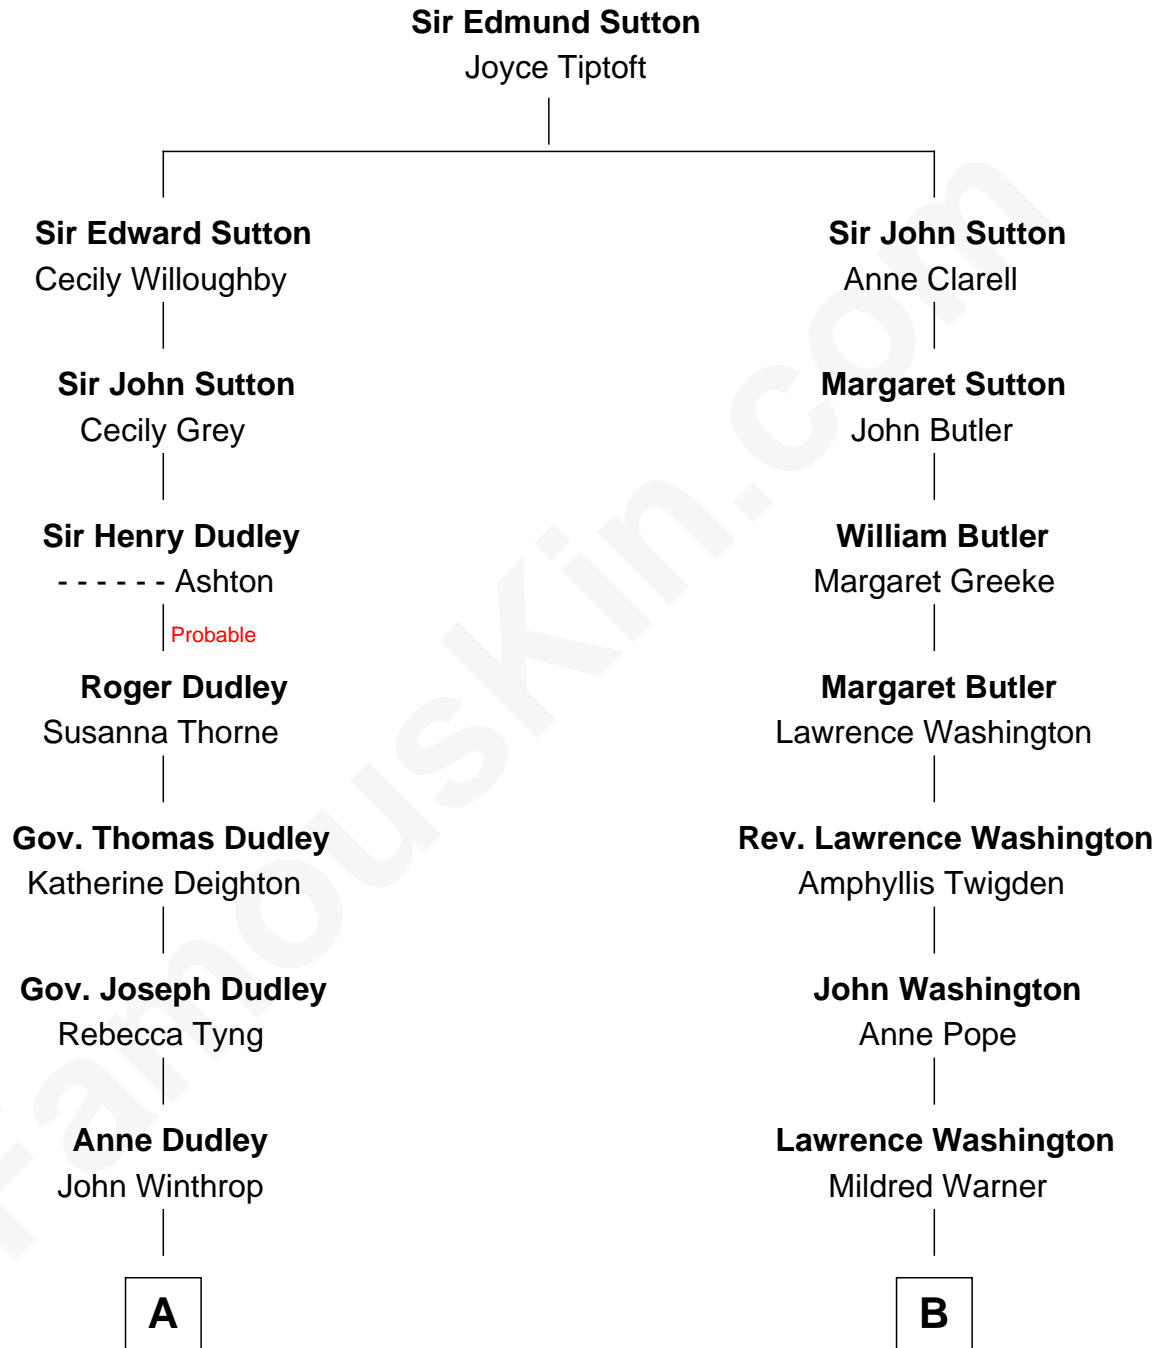 Sir Edmund Sutton
Joyce Tiptoft
Sir Edward Sutton
Cecily Willoughby
Sir John Sutton
Anne Clarell
Sir John Sutton
Cecily Grey
Margaret Sutton
John Butler
Sir Henry Dudley
- - - - - - Ashton
William Butler
Margaret Greeke
Probable
Roger Dudley
Susanna Thorne
Margaret Butler
Lawrence Washington
Gov. Thomas Dudley
Katherine Deighton
Rev. Lawrence Washington
Amphyllis Twigden
Gov. Joseph Dudley
Rebecca Tyng
John Washington
Anne Pope
Anne Dudley
John Winthrop
Lawrence Washington
Mildred Warner
A
B
FamousKin.com